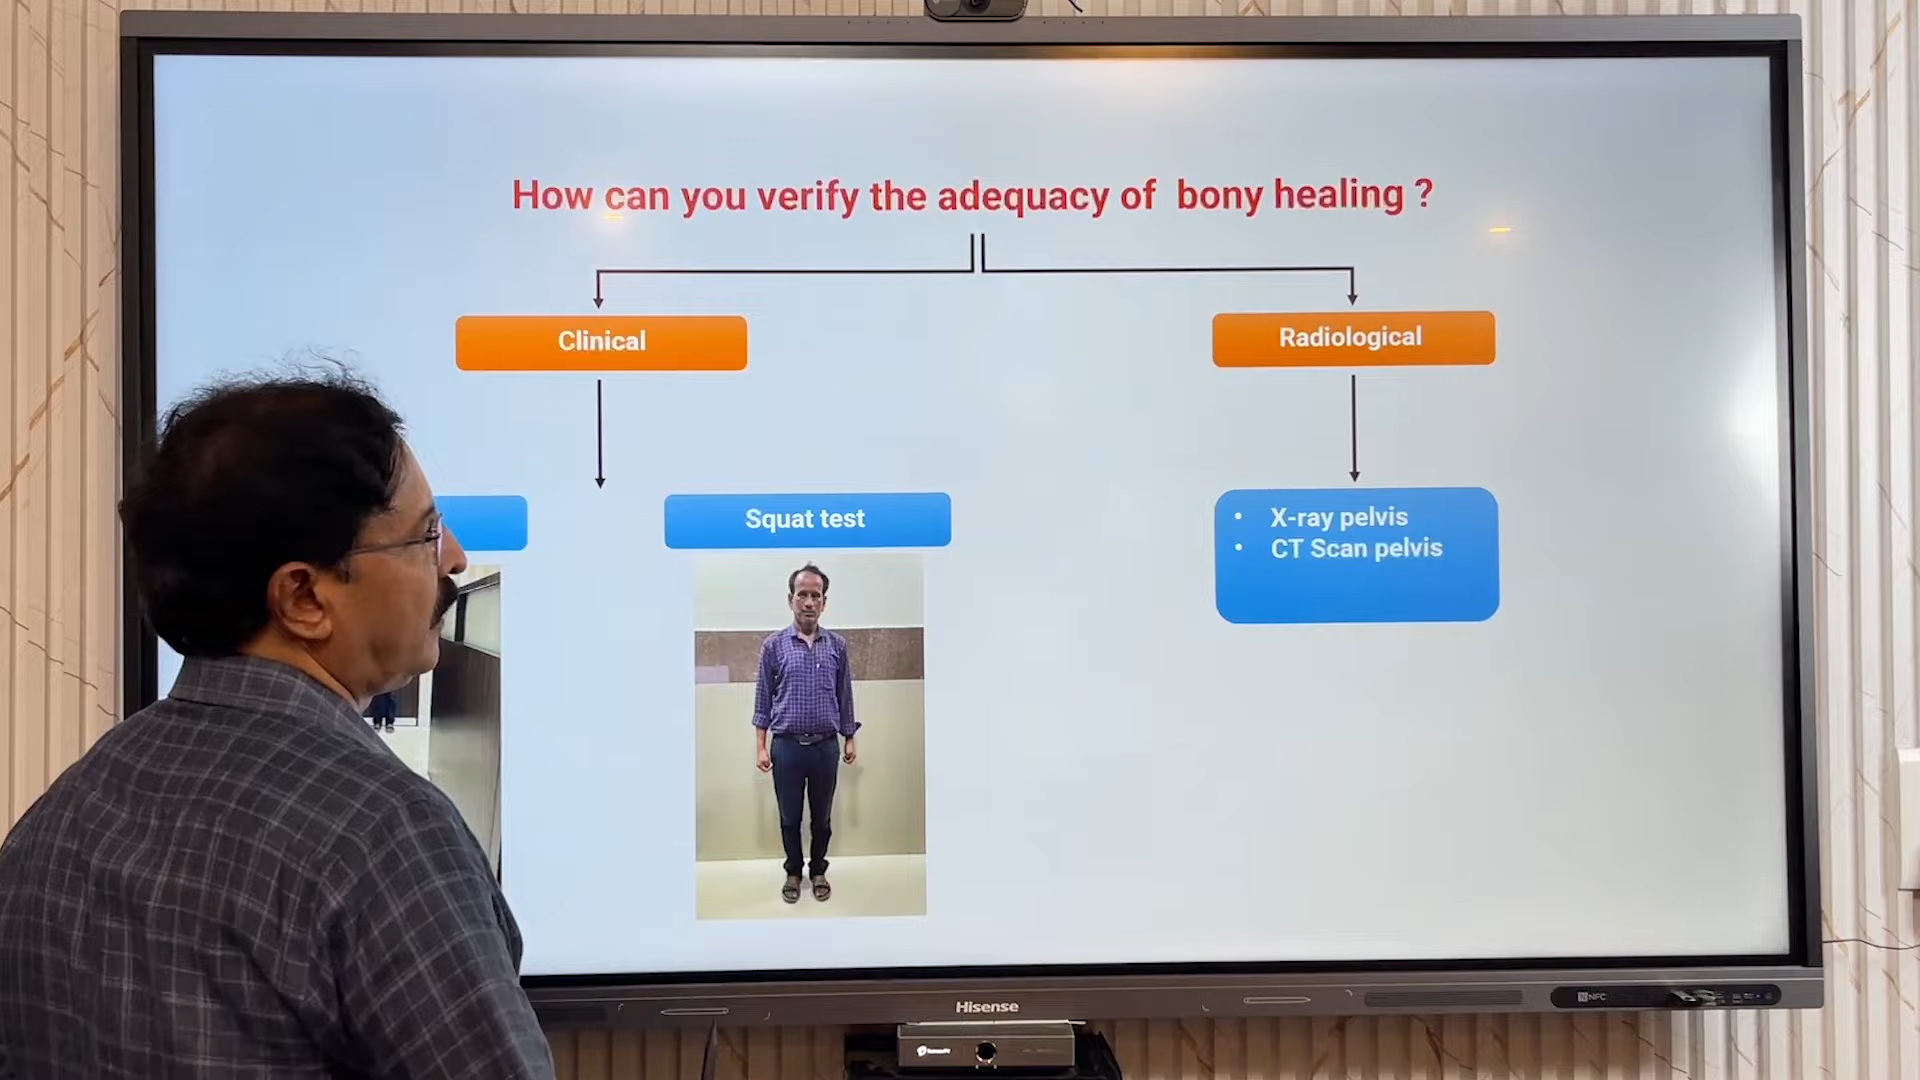 How can you verify the adequacy of bony healing ?
Clinical
Radiological
Squat test
• X-ray pelvis
• CT Scan pelvis
Hisense
NFC